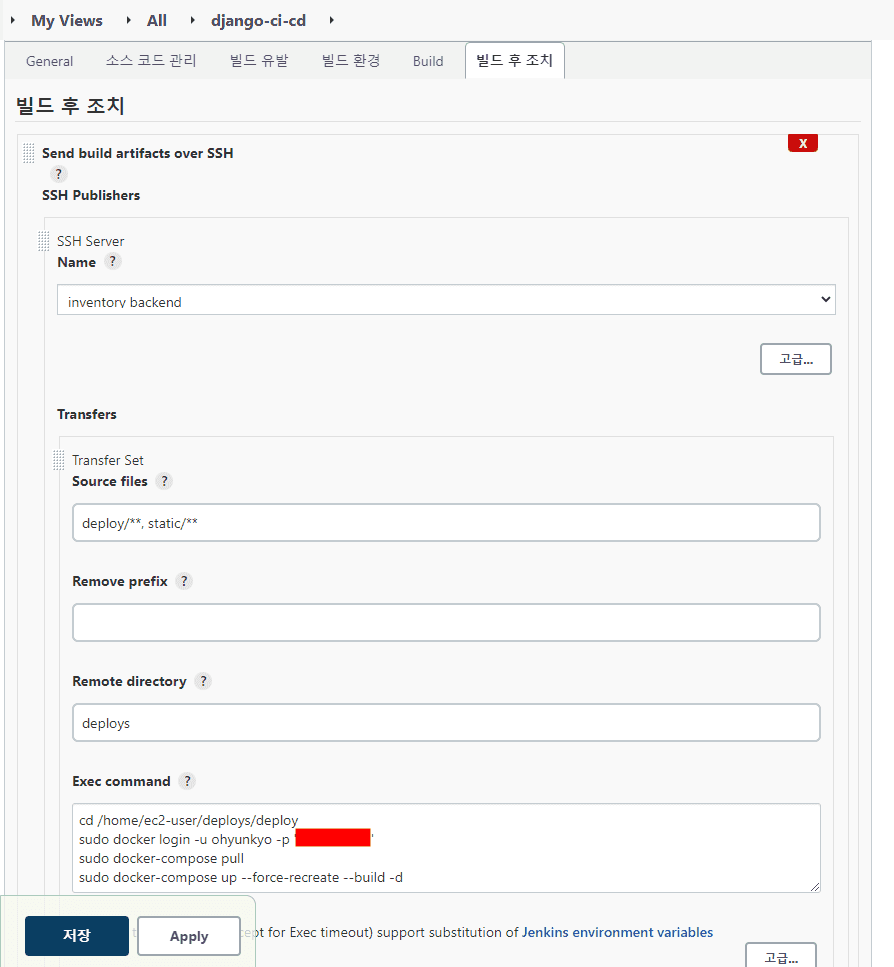 My Views All django-ci-cd
General 소스 코드 관리 빌드 유발 빌드 환경 Build 빌드 후 조치
빌드 후 조치
Send build artifacts over SSH
X
?
SSH Publishers
SSH Server
Name ?
inventory backend
고급...
Transfers
Transfer Set
Source files ?
deploy/**, static/**
Remove prefix ?
Remote directory ?
deploys
Exec command ?
cd /home/ec2-user/deploys/deploy
sudo docker login -u ohyunkyo -p ' '
sudo docker-compose pull
sudo docker-compose up --force-recreate --build -d
for Exec timeout) support substitution of Jenkins environment variables
저장 Apply
고급...